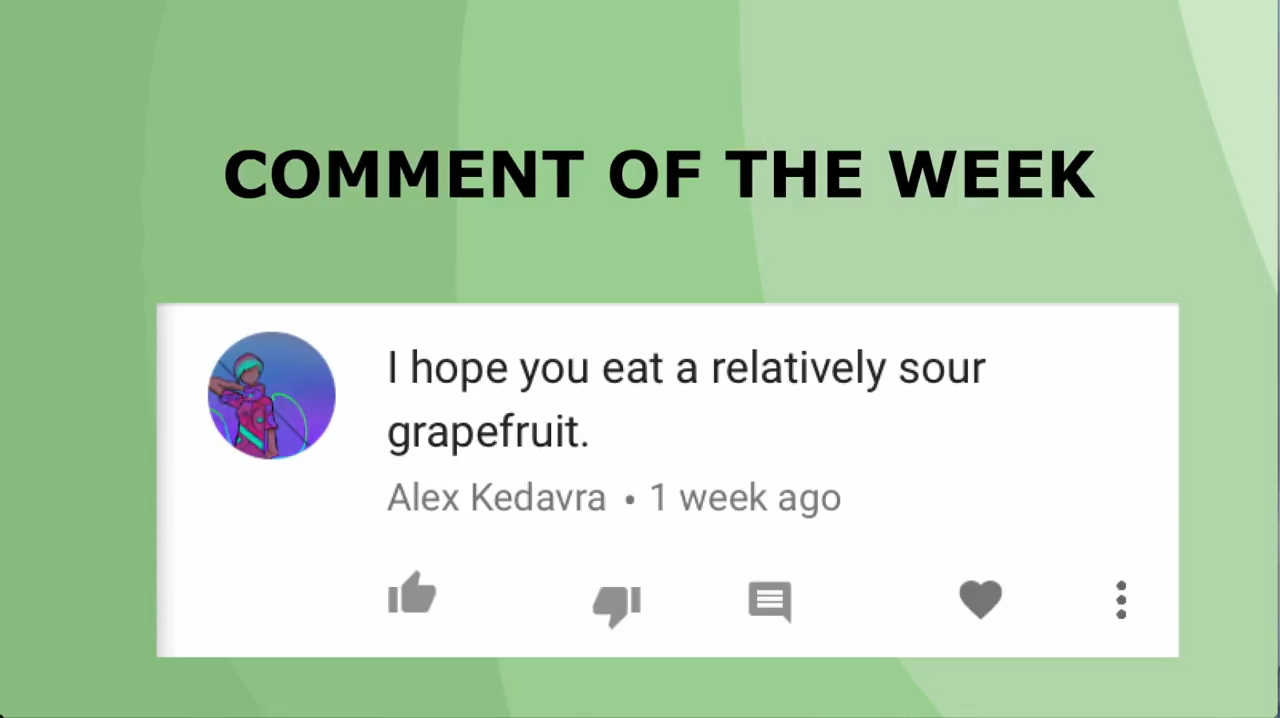 COMMENT OF THE WEEK
I hope you eat a relatively sour
grapefruit.
Alex Kedavra • 1 week ago